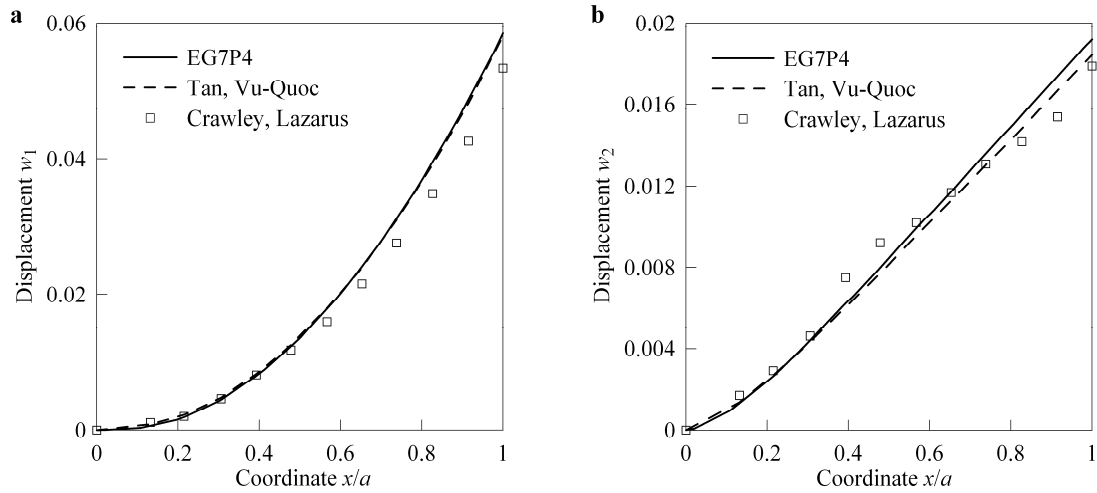 a
0.06
0.04
0.02
0
Displacement w1
EG7P4
Tan, Vu-Quoc
Crawley, Lazarus
0 0.2 0.4 0.6 0.8 1
Coordinate x/a
b
0.02
0.016
0.012
0.008
0.004
0
Displacement w2
EG7P4
Tan, Vu-Quoc
Crawley, Lazarus
0 0.2 0.4 0.6 0.8 1
Coordinate x/a